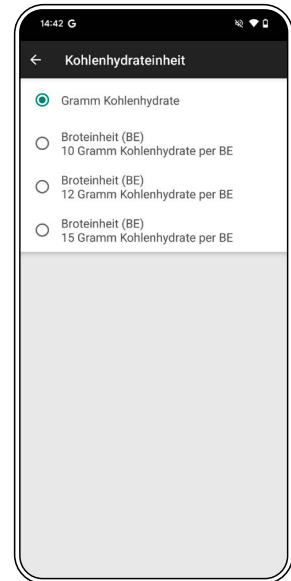 14:42 G
Kohlenhydrateinheit
Gramm Kohlenhydrate
Broteinheit (BE)
10 Gramm Kohlenhydrate per BE
Broteinheit (BE)
12 Gramm Kohlenhydrate per BE
Broteinheit (BE)
15 Gramm Kohlenhydrate per BE